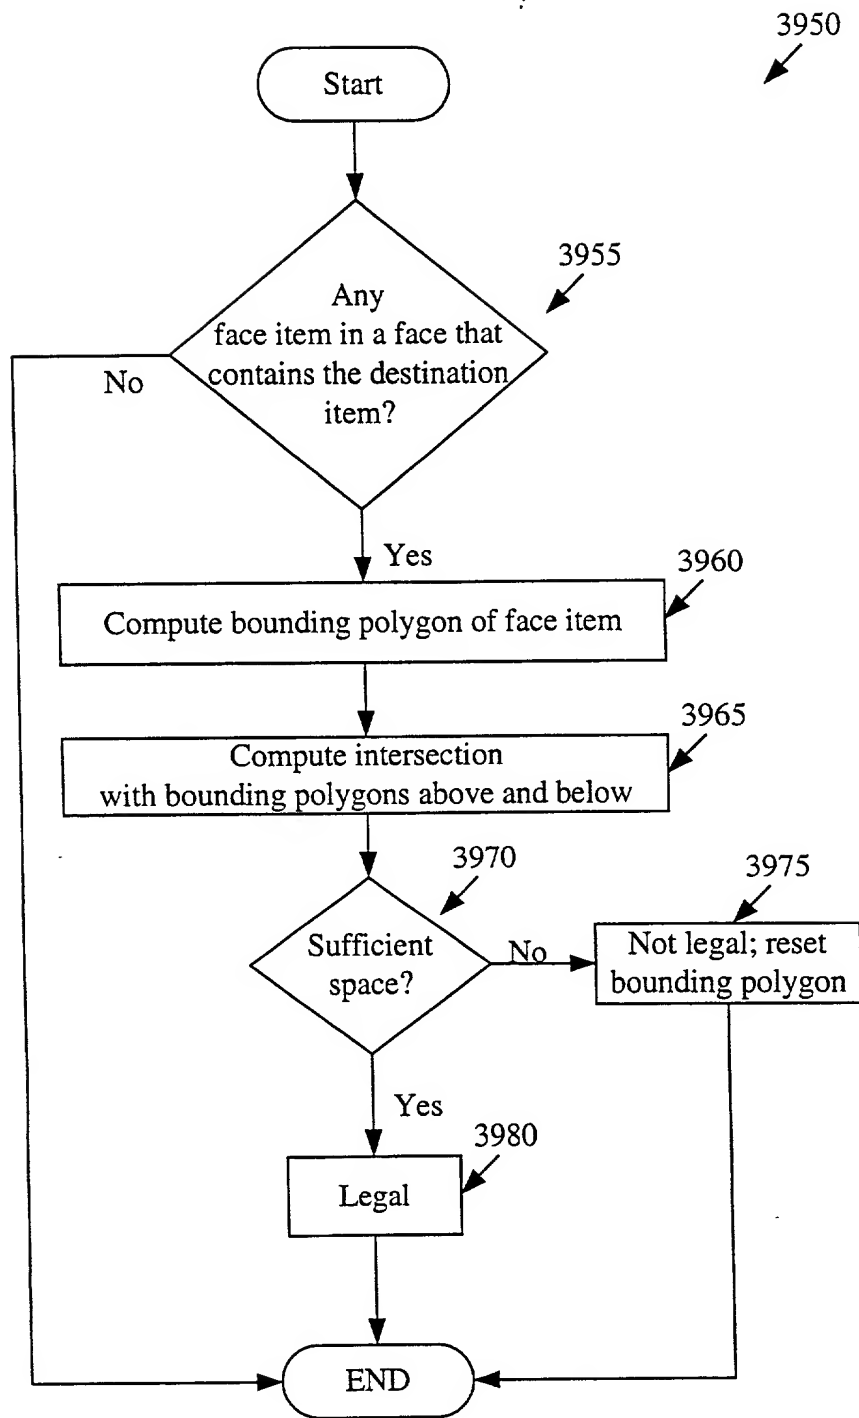 3950
Start
3955
Any
face item in a face that
contains the destination
item?
No
Yes
3960
Compute bounding polygon of face item
3965
Compute intersection
with bounding polygons above and below
3970
3975
Sufficient
space?
No
Not legal; reset
bounding polygon
Yes
3980
Legal
END